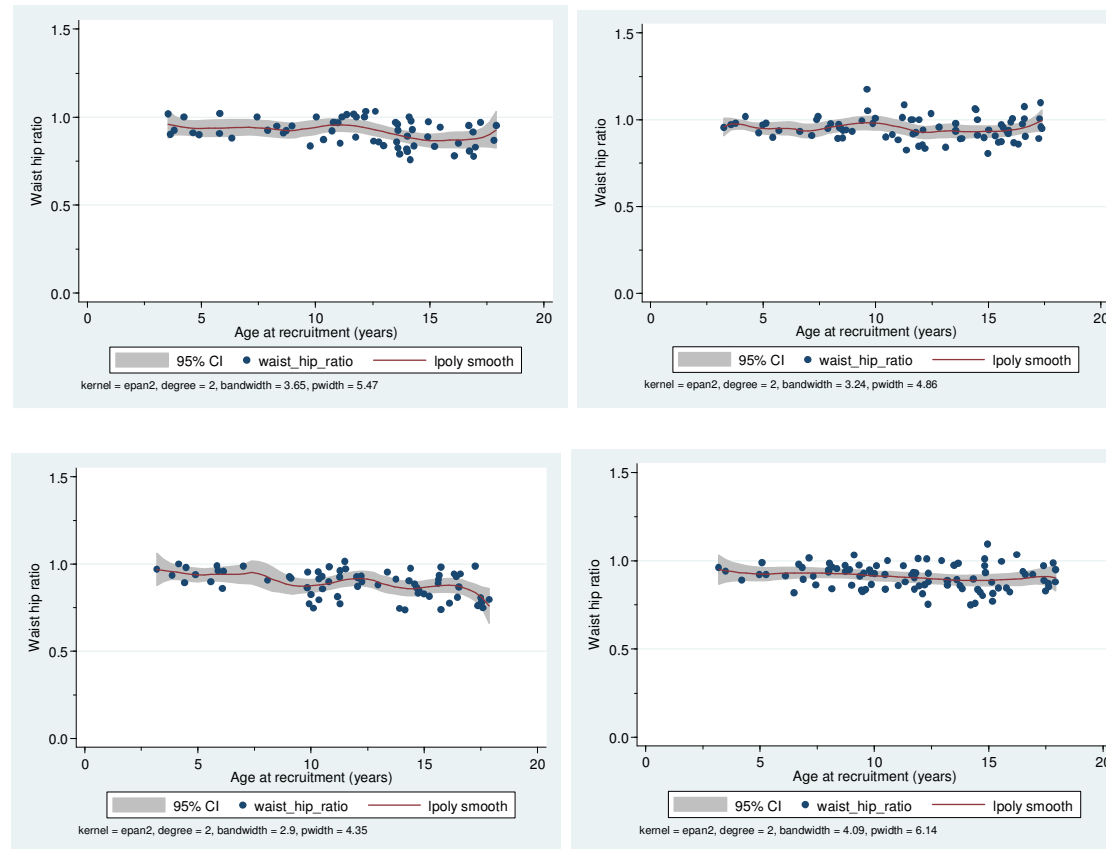 1.5
1.0
0.5
0.0
Waist hip ratio
0 5 10 15 20
Age at recruitment (years)
95% CI waist_hip_ratio lpoly smooth
kernel = epan2, degree = 2, bandwidth = 3.65, pwidth = 5.47
1.5
1.0
0.5
0.0
Waist hip ratio
0 5 10 15 20
Age at recruitment (years)
95% CI waist_hip_ratio lpoly smooth
kernel = epan2, degree = 2, bandwidth = 3.24, pwidth = 4.86
1.5
1.0
0.5
0.0
Waist hip ratio
0 5 10 15 20
Age at recruitment (years)
95% CI waist_hip_ratio lpoly smooth
kernel = epan2, degree = 2, bandwidth = 2.9, pwidth = 4.35
1.5
1.0
0.5
0.0
Waist hip ratio
0 5 10 15 20
Age at recruitment (years)
95% CI waist_hip_ratio lpoly smooth
kernel = epan2, degree = 2, bandwidth = 4.09, pwidth = 6.14